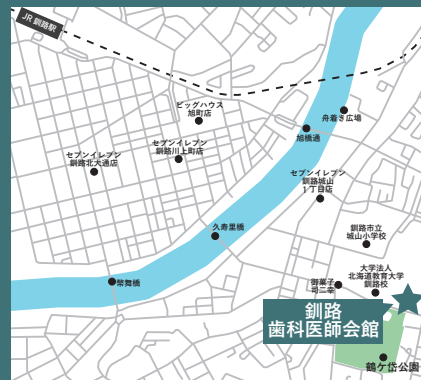 JR 釧路駅
ビッグハウス
旭町店
舟着き広場
旭橋通
セブンイレブン
釧路北大通店
セブンイレブン
釧路川上町店
セブンイレブン
釧路城山
1丁目店
久寿里橋
釧路市立
城山小学校
大学法人
北海道教育大学
釧路校
幣舞橋
御菓子
司二幸
釧路
歯科医師会館
鶴ケ岱公園